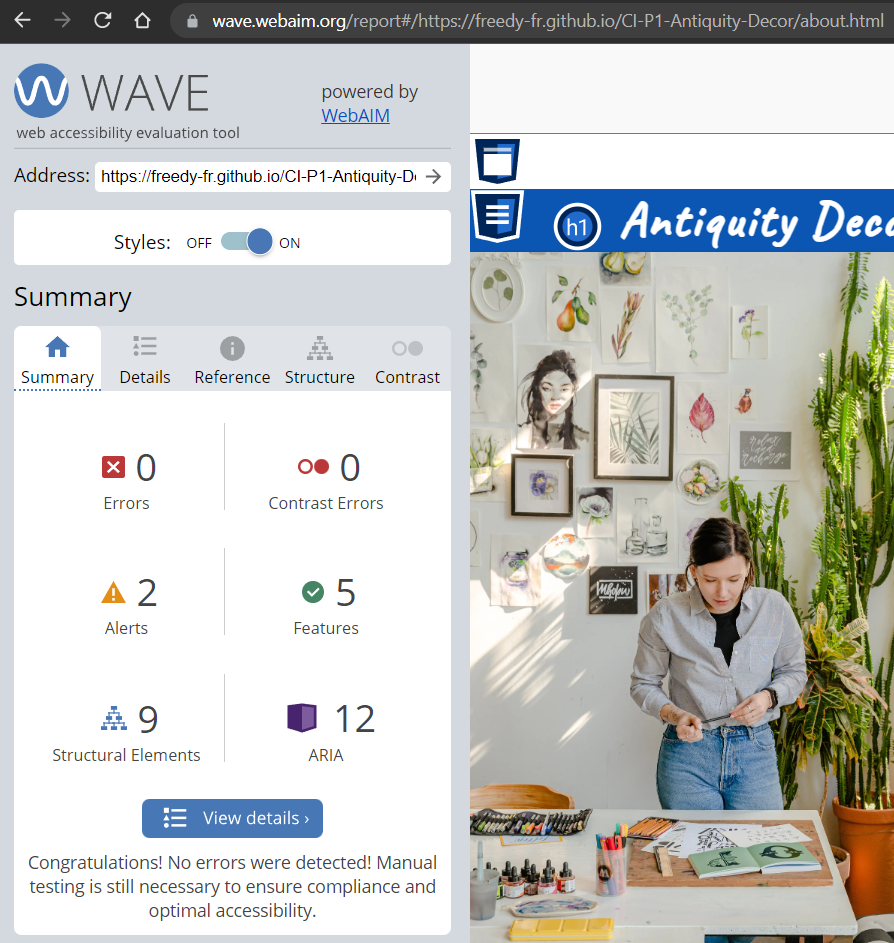 wave.webaim.org/report#/https://freedy-fr.github.io/CI-P1-Antiquity-Decor/about.html
WAVE
powered by
WebAIM
web accessibility evaluation tool
Address: https://freedy-fr.github.io/CI-P1-Antiquity-D
Styles: OFF ON
Summary
Summary Details Reference Structure Contrast
0 0
Errors Contrast Errors
2 5
Alerts Features
9 12
Structural Elements ARIA
View details ›
Congratulations! No errors were detected! Manual
testing is still necessary to ensure compliance and
optimal accessibility.
h1 Antiquity Deco
relax
and
recharge